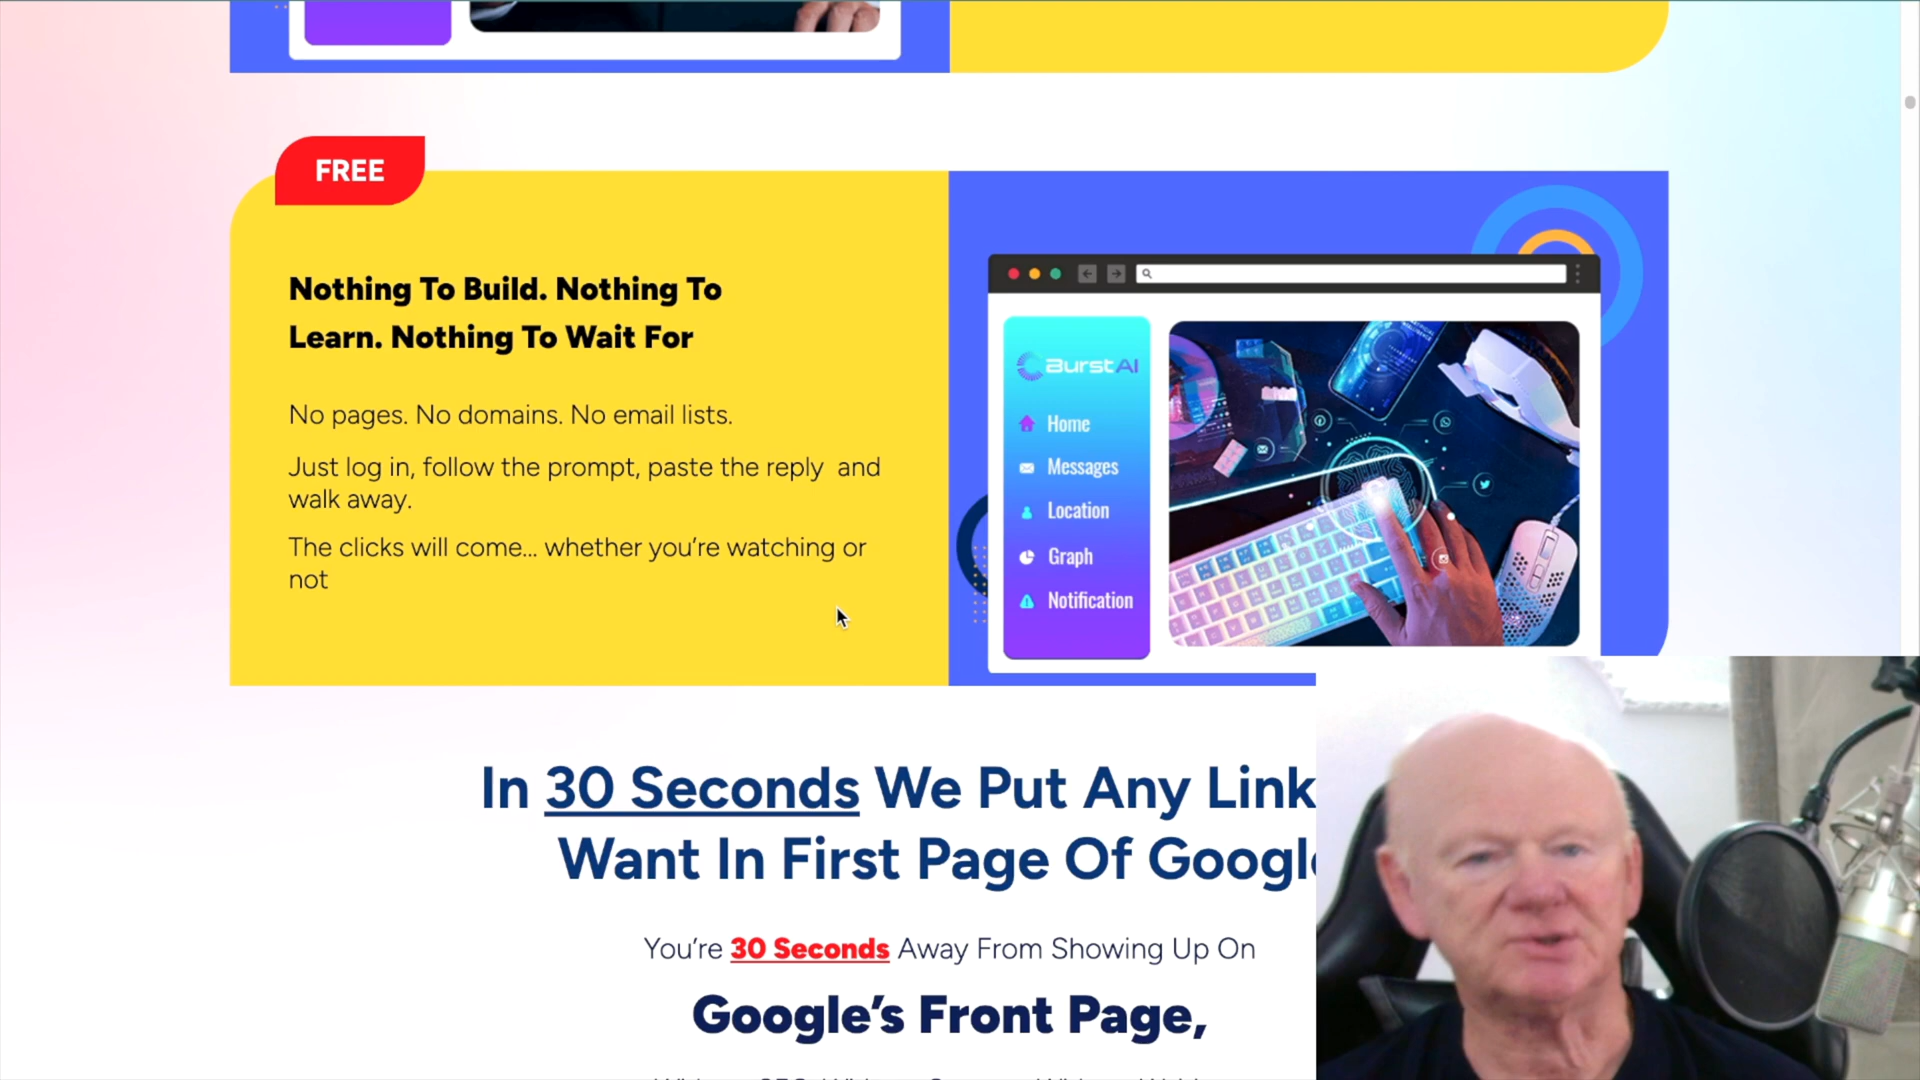 FREE
Nothing To Build. Nothing To
Learn. Nothing To Wait For
No pages. No domains. No email lists.
Just log in, follow the prompt, paste the reply and
walk away.
The clicks will come... whether you're watching or
not
BurstAI
Home
Messages
Location
Graph
Notification
In 30 Seconds We Put Any Link
Want In First Page Of Google
You're 30 Seconds Away From Showing Up On
Google's Front Page,